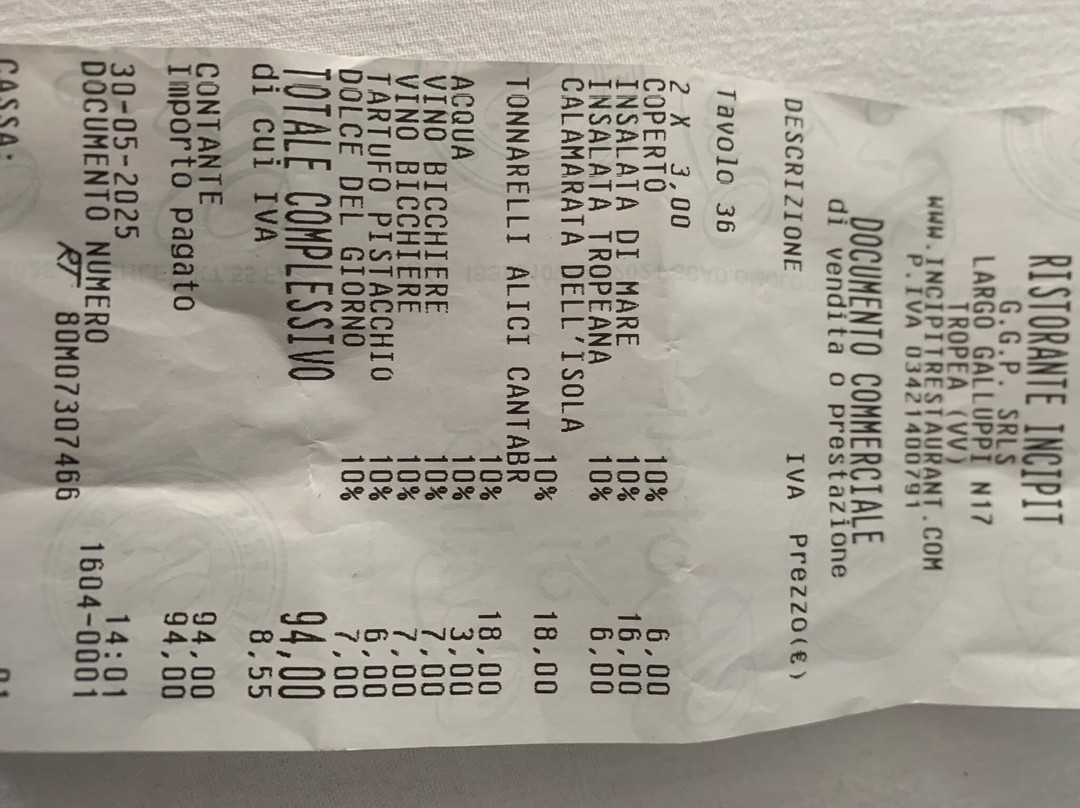 RISTORANTE INCIPIT
G.G.P. SRLS
LARGO GALLUPPI N17
TROPEA (VV)
WWW.INCIPITRESTAURANT.COM
P.IVA 03421400791
DOCUMENTO COMMERCIALE
di vendita o prestazione
DESCRIZIONE IVA Prezzo(€)
Tavolo 36
2 X 3,00
COPERTO 10% 6,00
INSALATA DI MARE 10% 16,00
INSALATA TROPEANA 10% 6,00
CALAMARATA DELL'ISOLA
10% 18,00
TONNARELLI ALICI CANTABR
10% 18,00
ACQUA 10% 3,00
VINO BICCHIERE 10% 7,00
VINO BICCHIERE 10% 7,00
TARTUFO PISTACCHIO 10% 6,00
DOLCE DEL GIORNO 10% 7,00
TOTALE COMPLESSIVO 94,00
di cui IVA 8,55
CONTANTE 94,00
Importo pagato 94,00
30-05-2025 14:01
DOCUMENTO NUMERO 1604-0001
RT 80M07307466
CASSA: 01